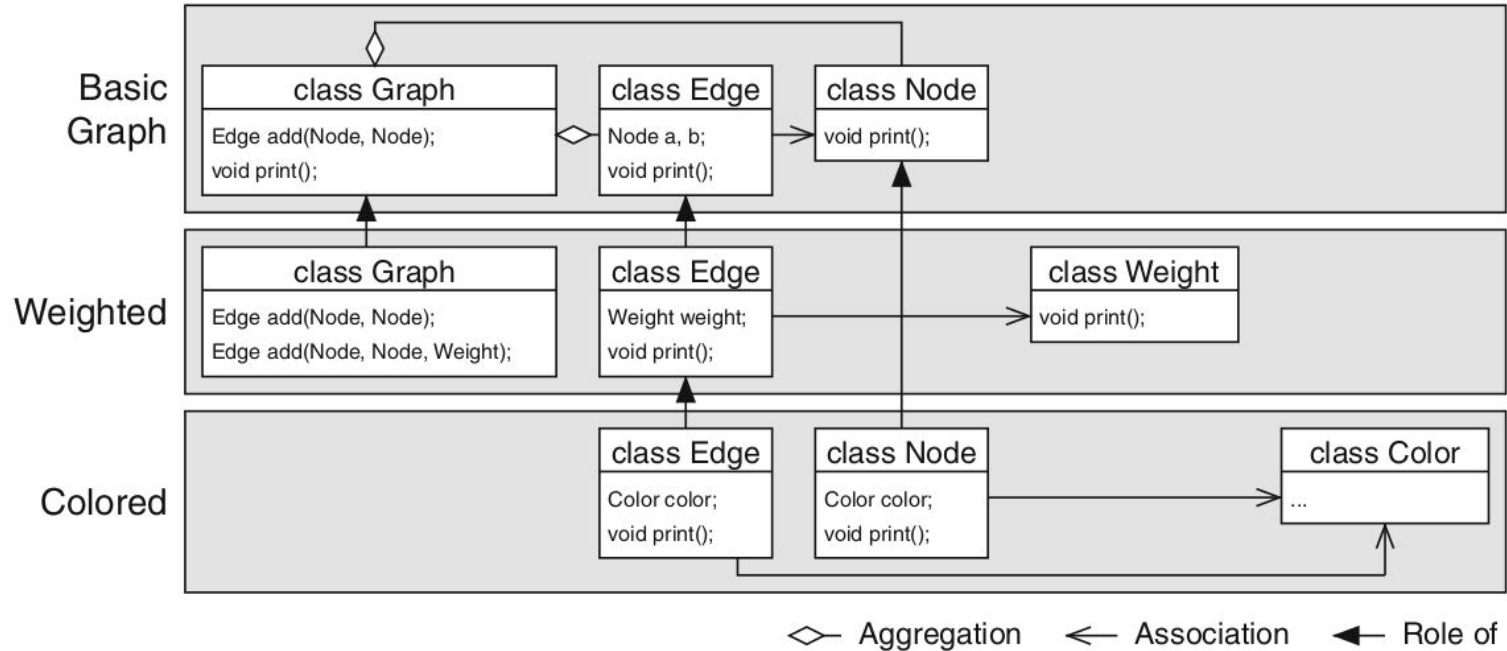 Basic
Graph
class Graph
Edge add(Node, Node);
void print();
class Edge
Node a, b;
void print();
class Node
void print();
Weighted
class Graph
Edge add(Node, Node);
Edge add(Node, Node, Weight);
class Edge
Weight weight;
void print();
class Weight
void print();
Colored
class Edge
Color color;
void print();
class Node
Color color;
void print();
class Color
...
Aggregation
Association
Role of